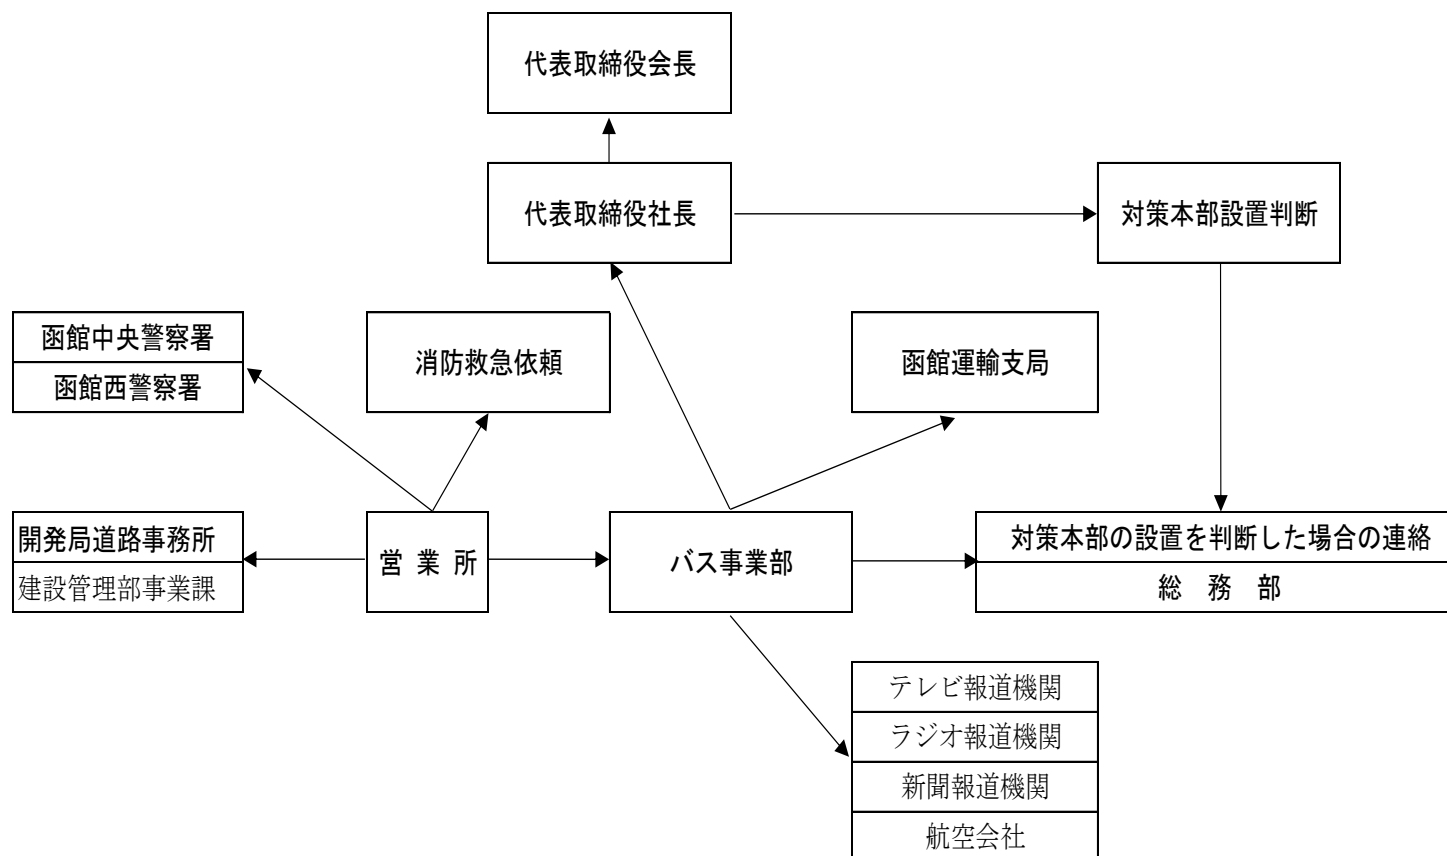 代表取締役会長
代表取締役社長
対策本部設置判断
函館中央警察署
函館西警察署
消防救急依頼
函館運輸支局
開発局道路事務所
建設管理部事業課
営 業 所
バス事業部
対策本部の設置を判断した場合の連絡
総 務 部
テレビ報道機関
ラジオ報道機関
新聞報道機関
航空会社